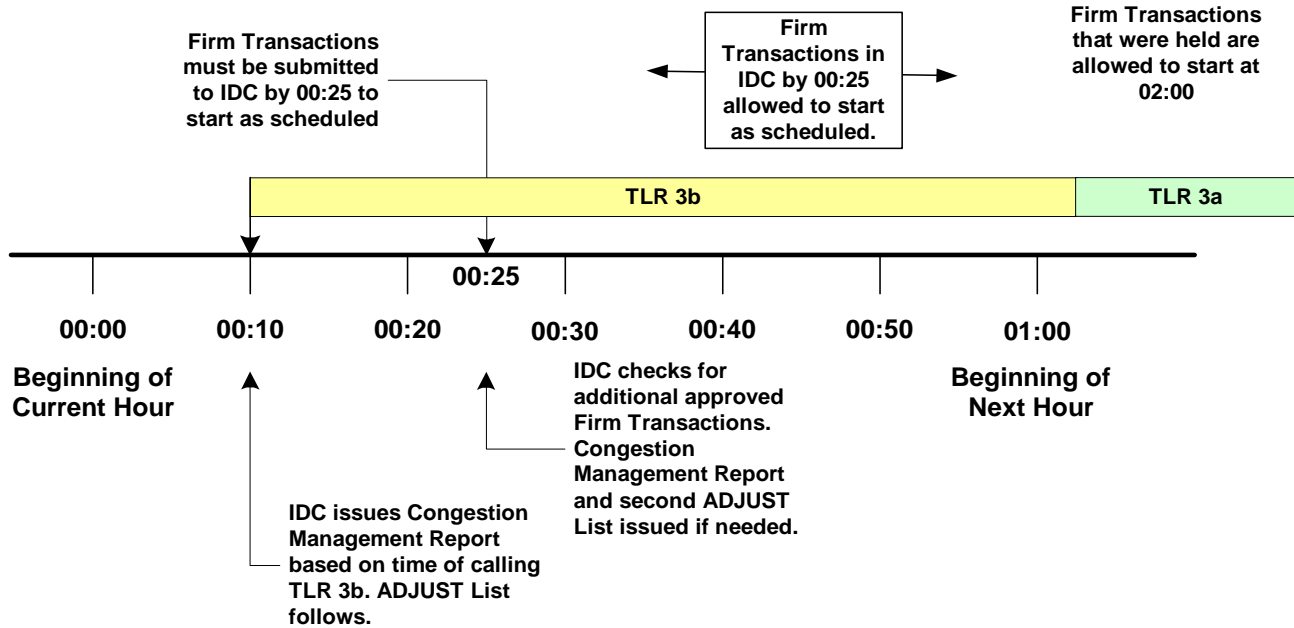 Firm Transactions
must be submitted
to IDC by 00:25 to
start as scheduled
Firm
Transactions in
IDC by 00:25
allowed to start
as scheduled.
Firm Transactions
that were held are
allowed to start at
02:00
TLR 3b
TLR 3a
00:25
00:00
00:10
00:20
00:30
00:40
00:50
01:00
Beginning of
Current Hour
Beginning of
Next Hour
IDC issues Congestion
Management Report
based on time of calling
TLR 3b. ADJUST List
follows.
IDC checks for
additional approved
Firm Transactions.
Congestion
Management Report
and second ADJUST
List issued if needed.